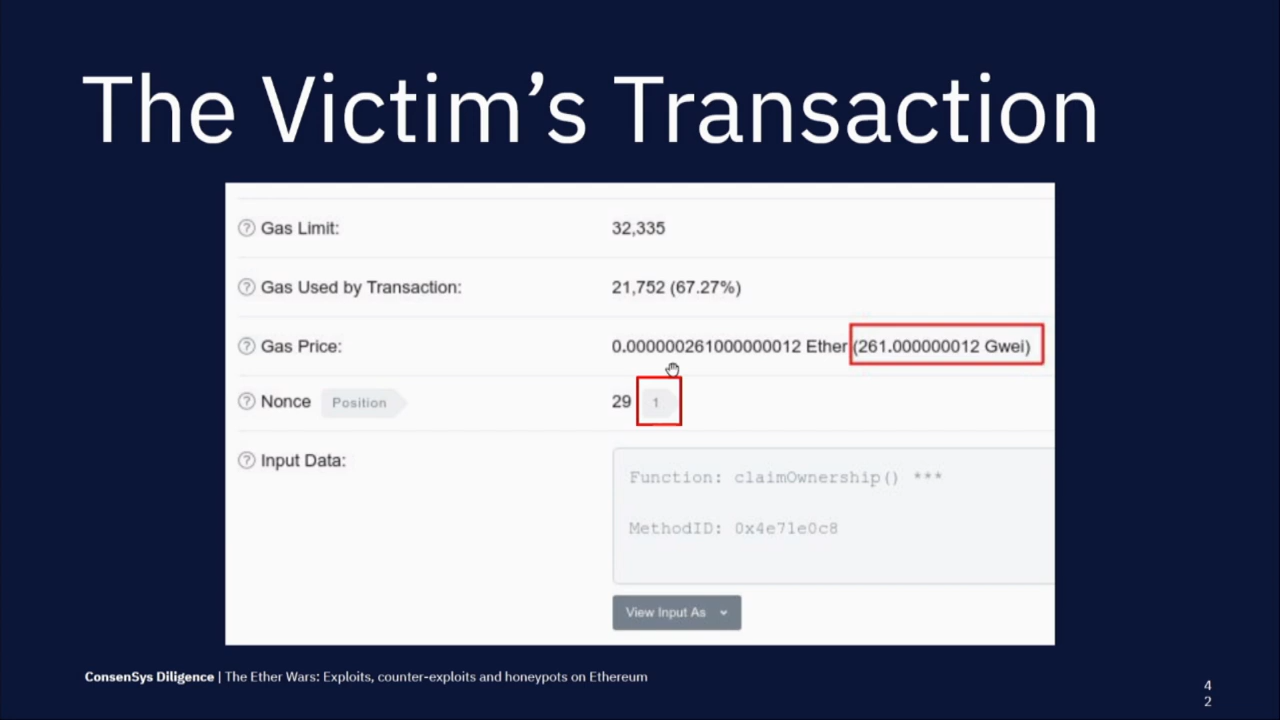 The Victim’s Transaction
Gas Limit: 32,335
Gas Used by Transaction: 21,752 (67.27%)
Gas Price: 0.000000261000000012 Ether (261.000000012 Gwei)
Nonce Position 29 1
Input Data:
Function: claimOwnership() ***
MethodID: 0x4e71e0c8
View Input As
ConsenSys Diligence | The Ether Wars: Exploits, counter-exploits and honeypots on Ethereum
4
2